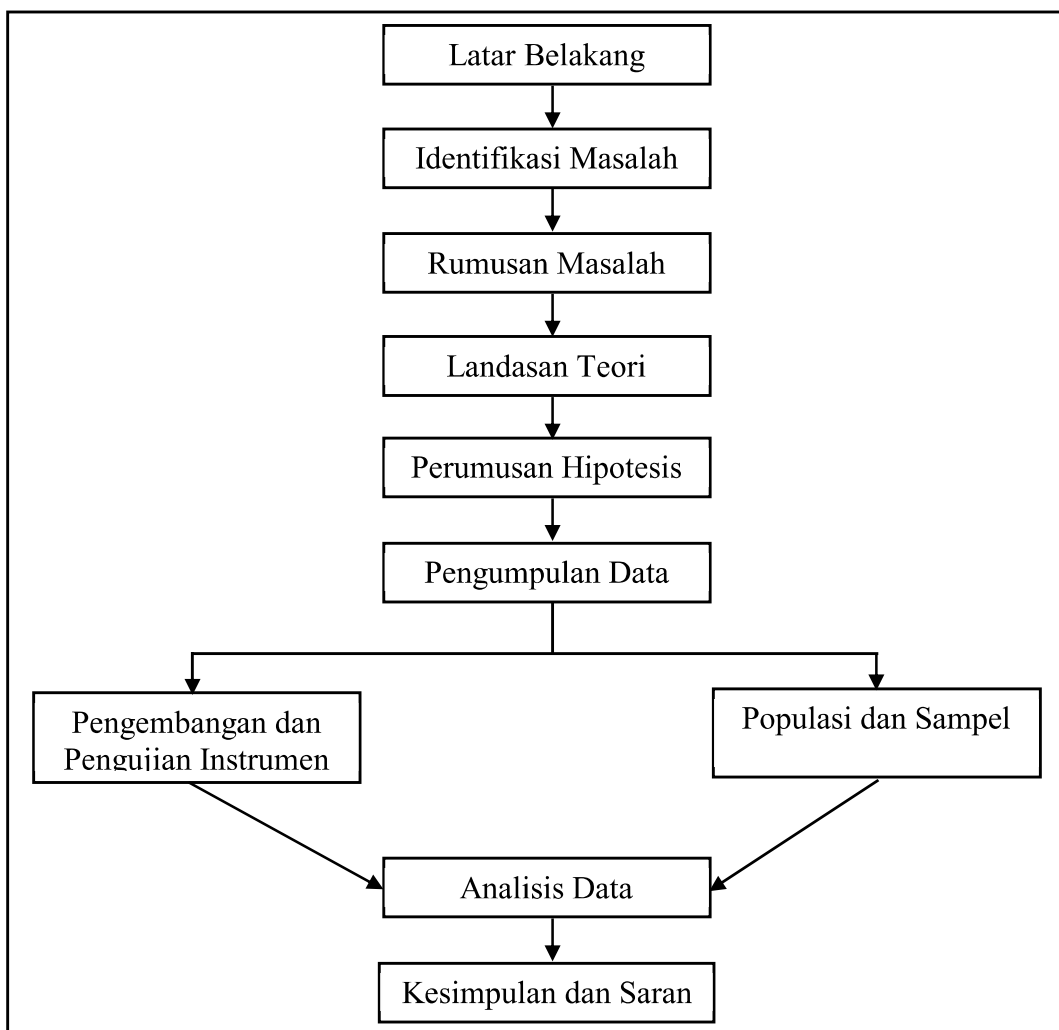 Latar Belakang
Identifikasi Masalah
Rumusan Masalah
Landasan Teori
Perumusan Hipotesis
Pengumpulan Data
Pengembangan dan
Pengujian Instrumen
Populasi dan Sampel
Analisis Data
Kesimpulan dan Saran